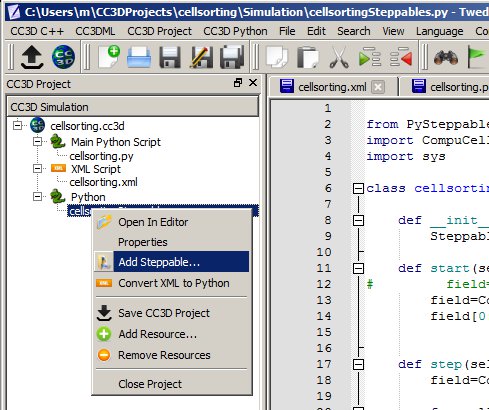 C:\Users\m\CC3DProjects\cellsorting\Simulation\cellsortingSteppables.py - Twed
CC3D C++ CC3DML CC3D Project CC3D Python File Edit Search View Language Co
CC3D Project
CC3D Simulation
cellsorting.cc3d
Main Python Script
cellsorting.py
XML Script
cellsorting.xml
Python
Open In Editor
Properties
Add Steppable...
Convert XML to Python
Save CC3D Project
Add Resource...
Remove Resources
Close Project
cellsorting.xml cellsorting.p
1
2 from PySteppable
3 import CompuCel
4 import sys
5
6 class cellsortin
7
8 def __init__
9 Steppabl
10
11 def start(se
12 # field=
13 field=Co
14 field[0
15
16
17 def step(sel
18 field=Co
19